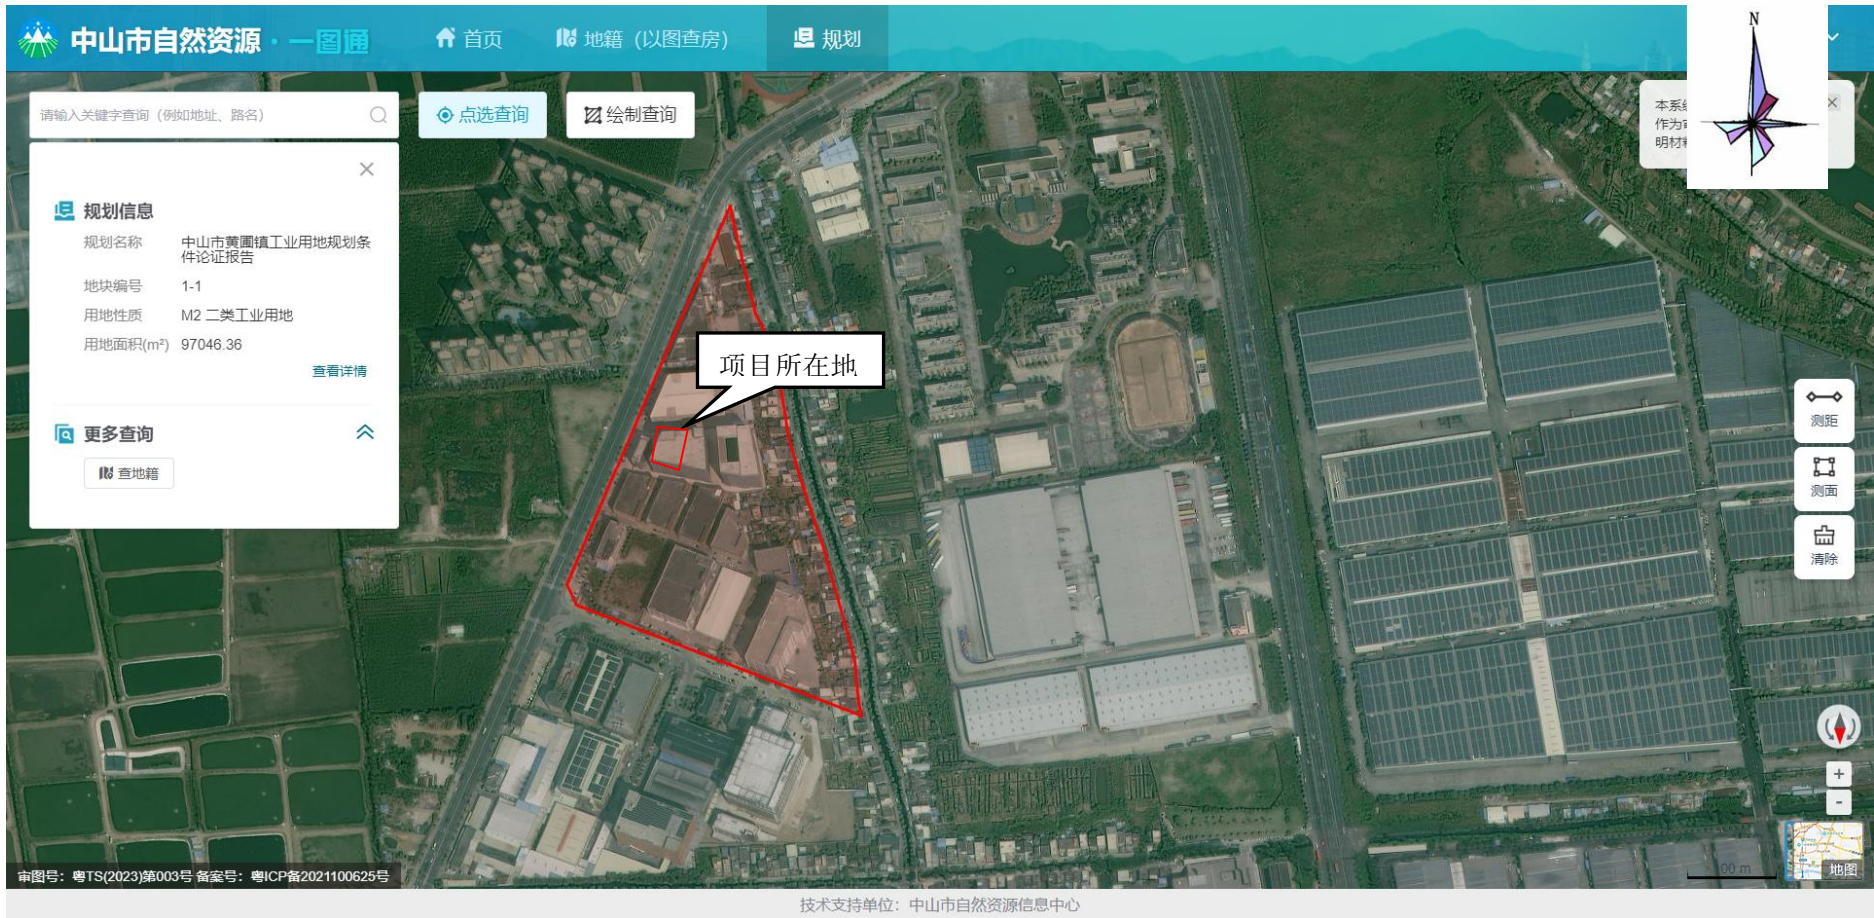 中山市自然资源·一图通
首页
地籍（以图查房）
规划
N
请输入关键字查询（例如地址、路名）
点选查询
绘制查询
本系
作为
明材
规划信息
规划名称 中山市黄圃镇工业用地规划条
件论证报告
地块编号 1-1
用地性质 M2 二类工业用地
用地面积(m²) 97046.36
查看详情
项目所在地
更多查询
查地籍
测距
测面
清除
+
-
00 m
地图
审图号：粤TS(2023)第003号 备案号：粤ICP备2021100625号
技术支持单位：中山市自然资源信息中心